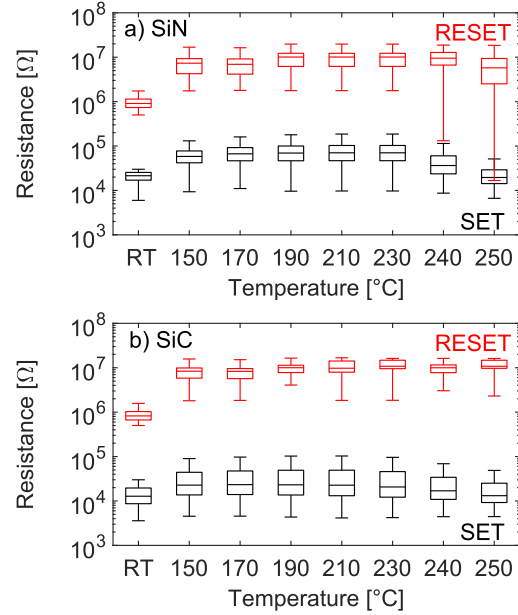 a) SiN
RESET
10⁸
10⁷
10⁶
10⁵
10⁴
10³
Resistance [Ω]
SET
RT 150 170 190 210 230 240 250
Temperature [°C]
b) SiC
RESET
10⁸
10⁷
10⁶
10⁵
10⁴
10³
Resistance [Ω]
SET
RT 150 170 190 210 230 240 250
Temperature [°C]